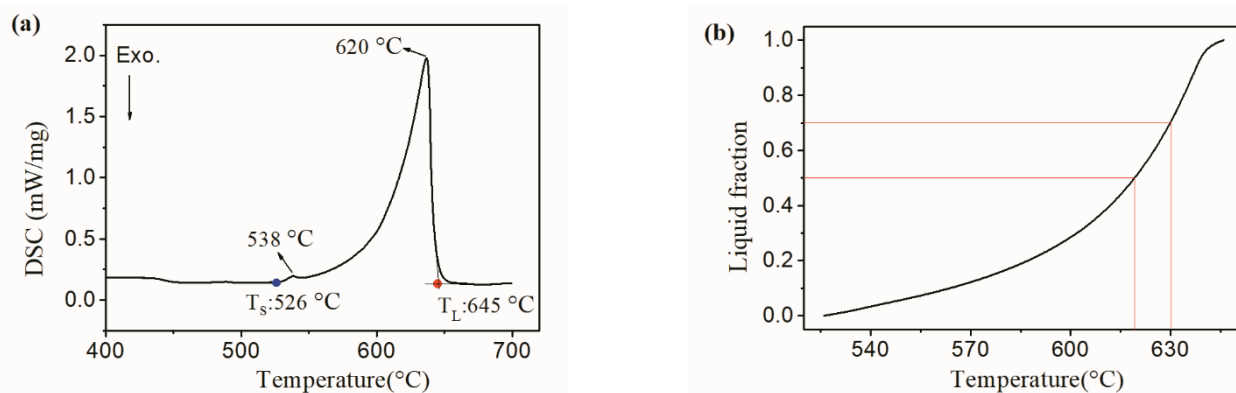 (a)
Exo.
620 °C
538 °C
T_S:526 °C
T_L:645 °C
DSC (mW/mg)
2.0
1.5
1.0
0.5
0.0
400
500
600
700
Temperature(°C)
(b)
Liquid fraction
1.0
0.8
0.6
0.4
0.2
0.0
540
570
600
630
Temperature(°C)